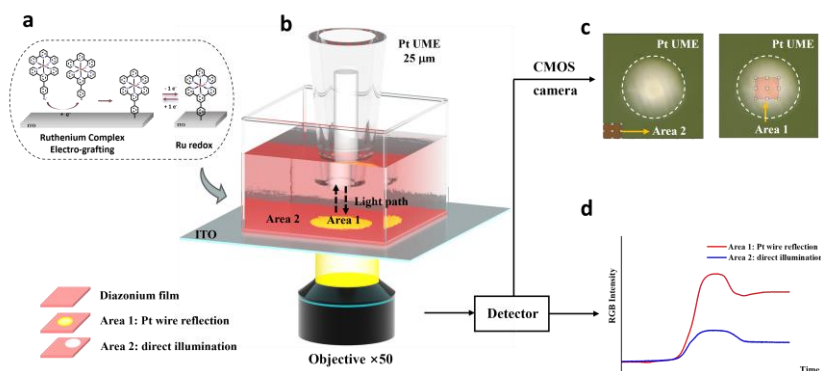 a
+ e⁻
- 1 e⁻
+ 1 e⁻
ITO
ITO
Ruthenium Complex
Electro-grafting
Ru redox
b
Pt UME
25 μm
Light path
Area 2
Area 1
ITO
Objective ×50
Diazonium film
Area 1: Pt wire reflection
Area 2: direct illumination
CMOS
camera
Detector
c
Pt UME
Area 2
Pt UME
Area 1
d
Area 1: Pt wire reflection
Area 2: direct illumination
RGB Intensity
Time